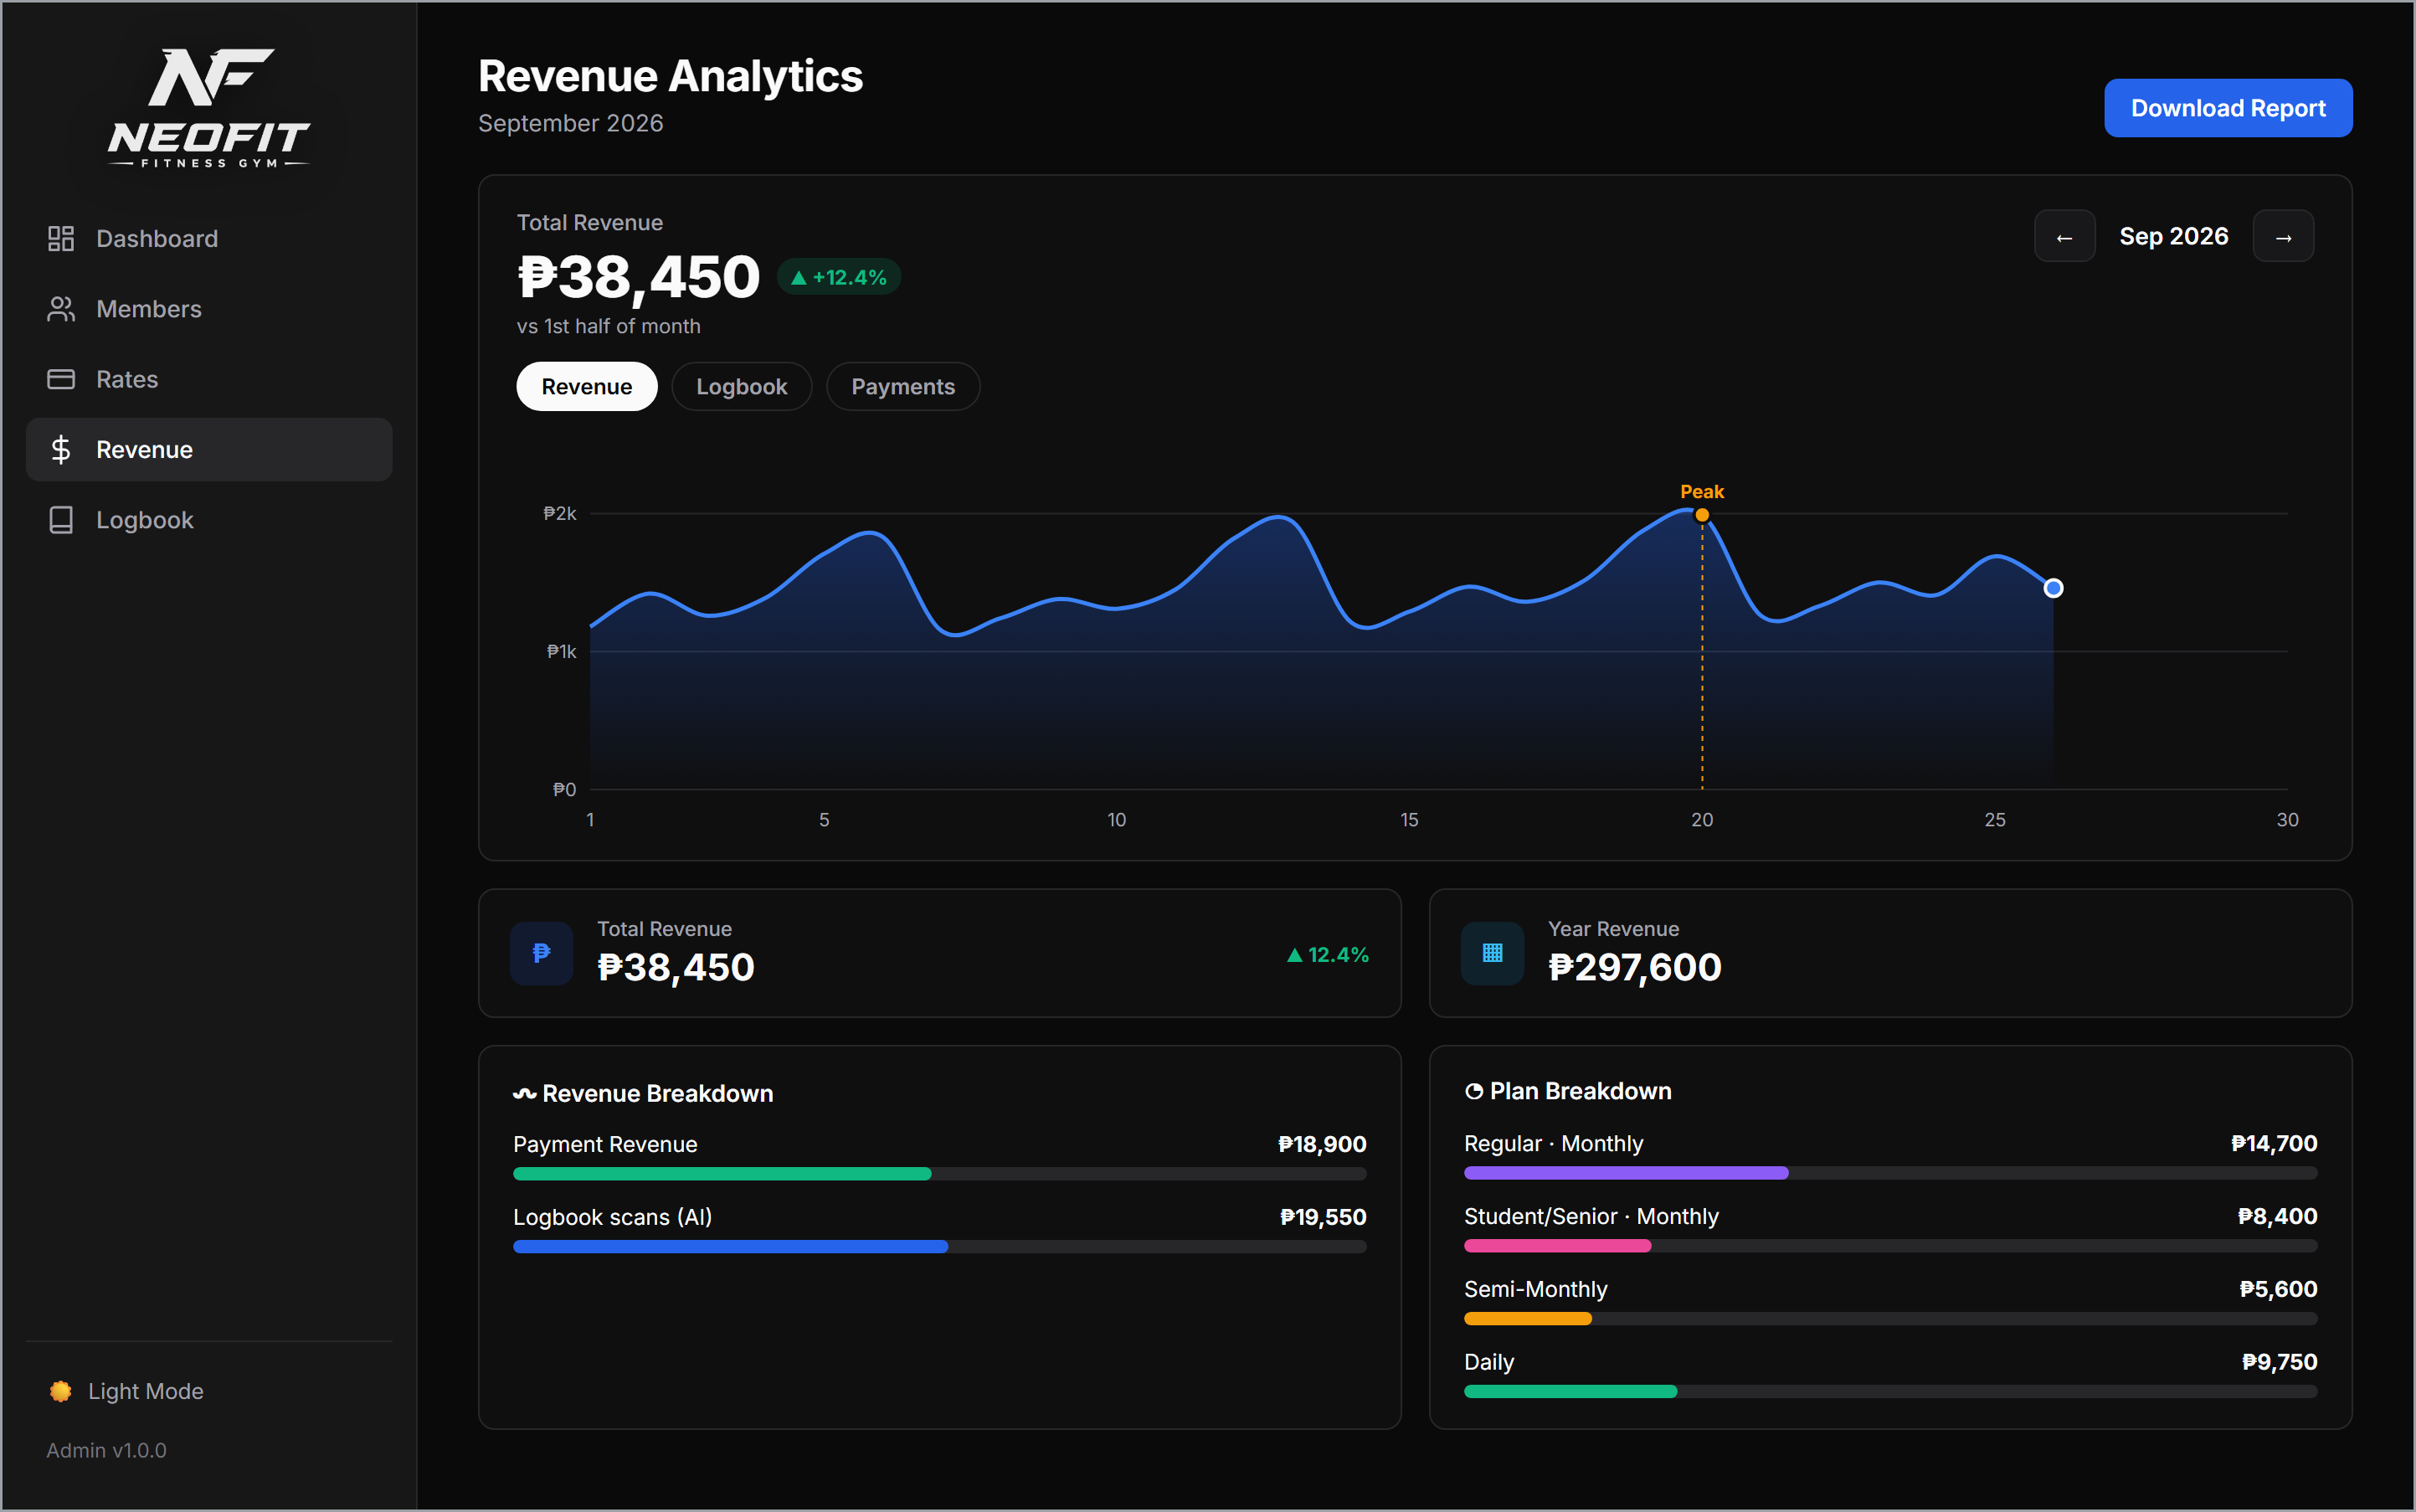 NF
NEOFIT
FITNESS GYM
Dashboard
Members
Rates
Revenue
Logbook
Light Mode
Admin v1.0.0
Revenue Analytics
September 2026
Download Report
Total Revenue
₱38,450 ▲ +12.4%
vs 1st half of month
← Sep 2026 →
Revenue Logbook Payments
Peak
₱2k
₱1k
₱0
1 5 10 15 20 25 30
₱
Total Revenue
₱38,450
▲ 12.4%
Year Revenue
₱297,600
Revenue Breakdown
Payment Revenue ₱18,900
Logbook scans (AI) ₱19,550
Plan Breakdown
Regular · Monthly ₱14,700
Student/Senior · Monthly ₱8,400
Semi-Monthly ₱5,600
Daily ₱9,750